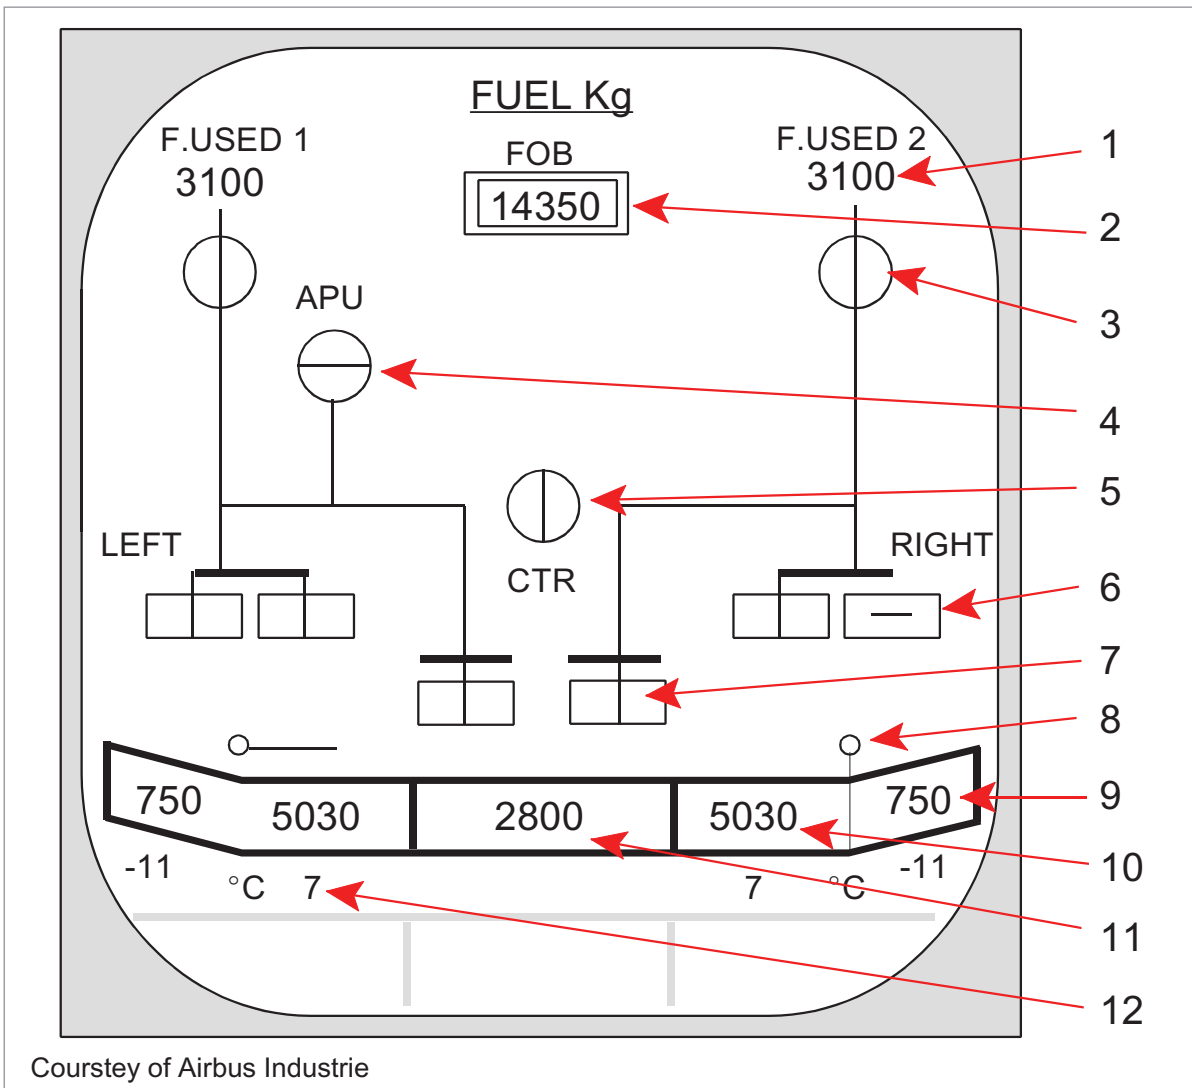 FUEL Kg
F.USED 1
3100
FOB
14350
F.USED 2
3100
1
2
3
APU
4
5
LEFT
CTR
RIGHT
6
7
8
750
5030
2800
5030
750
9
-11
°C
7
7
°C
-11
10
11
12
Courstey of Airbus Industrie